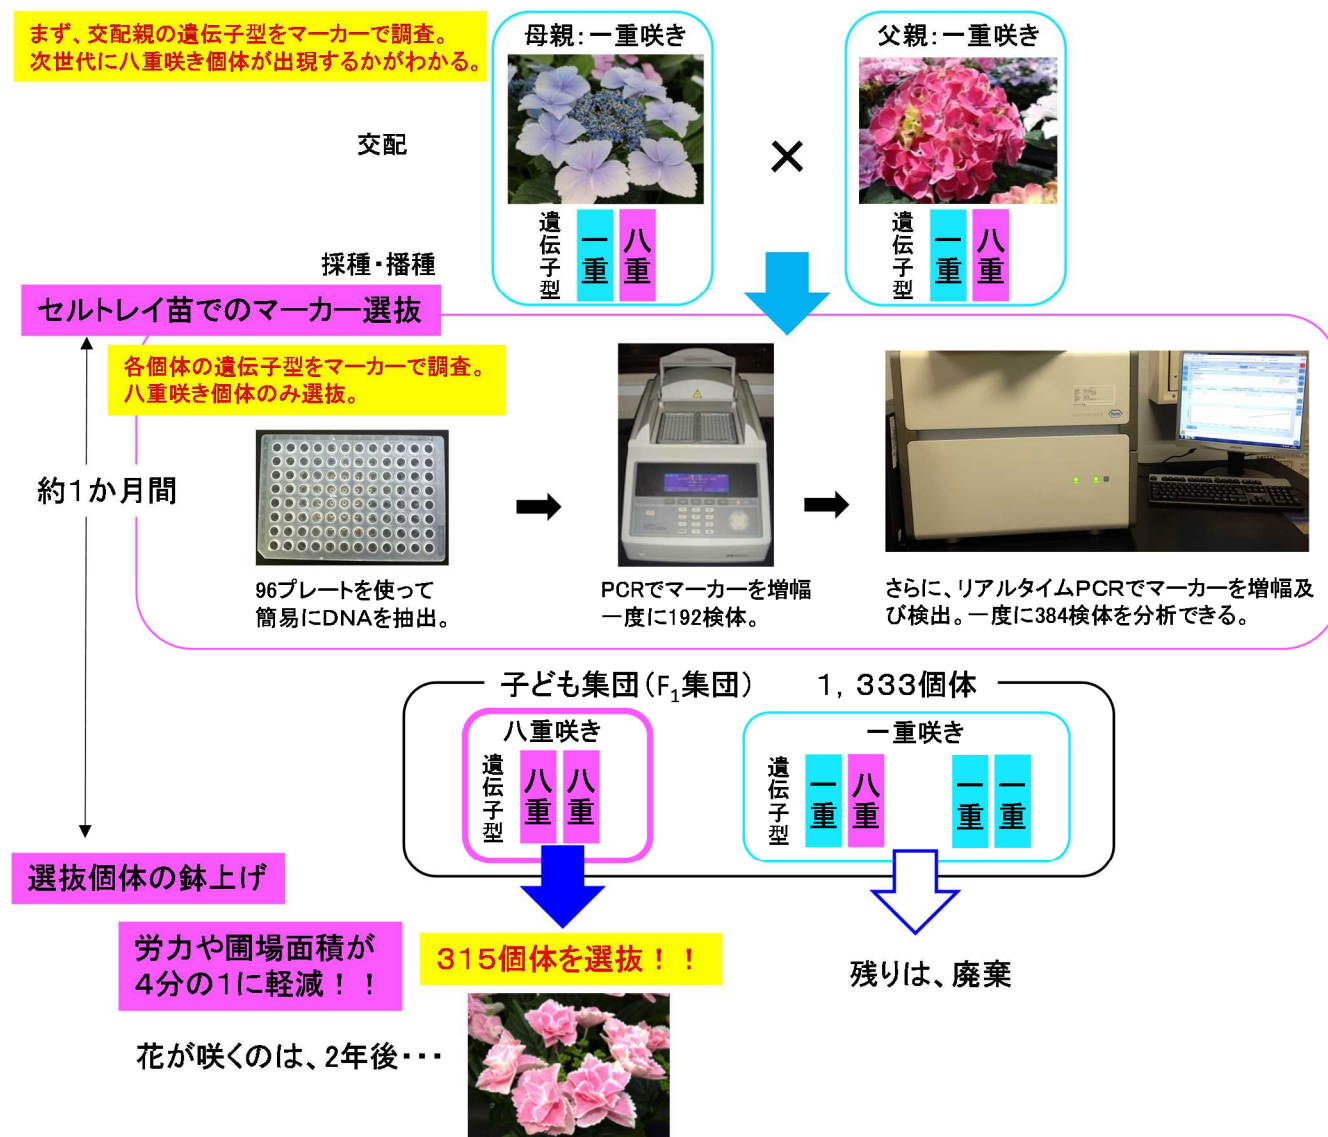 まず、交配親の遺伝子型をマーカーで調査。
次世代に八重咲き個体が出現するかがわかる。
母親：一重咲き
父親：一重咲き
交配
×
遺伝子型
一重
八重
遺伝子型
一重
八重
採種・播種
セルトレイ苗でのマーカー選抜
各個体の遺伝子型をマーカーで調査。
八重咲き個体のみ選抜。
約１か月間
96プレートを使って
簡易にＤＮＡを抽出。
PCRでマーカーを増幅
一度に192検体。
さらに、リアルタイムＰＣＲでマーカーを増幅及
び検出。一度に384検体を分析できる。
子ども集団（F1集団）　１，３３３個体
八重咲き
遺伝子型
八重
八重
一重咲き
遺伝子型
一重
八重
一重
一重
選抜個体の鉢上げ
労力や圃場面積が
４分の１に軽減！！
３１５個体を選抜！！
残りは、廃棄
花が咲くのは、2年後・・・